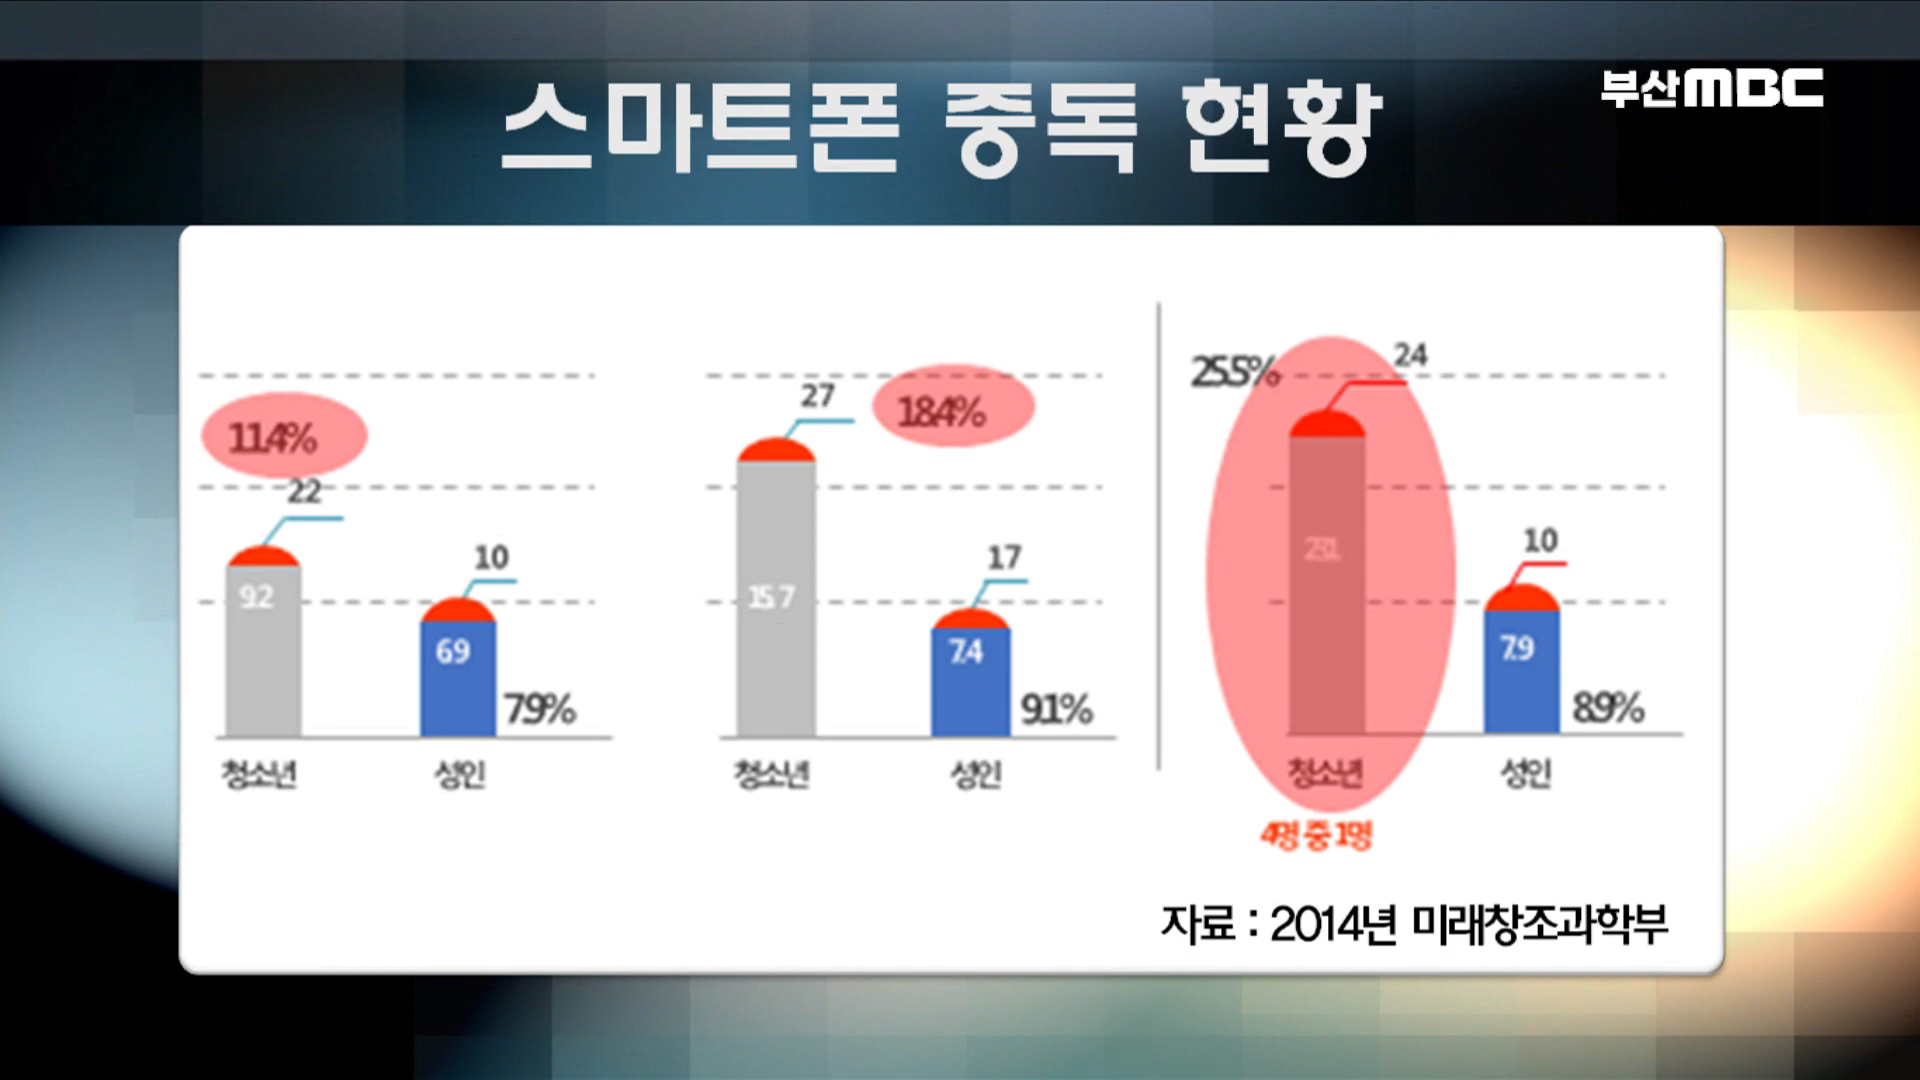 스마트폰 중독 현황
부산MBC
11.4%
22
9.2
10
6.9
7.9%
청소년 성인
27
18.4%
15.7
17
7.4
9.1%
청소년 성인
25.5%
24
23.1
10
7.9
8.9%
청소년 성인
4명 중 1명
자료 : 2014년 미래창조과학부